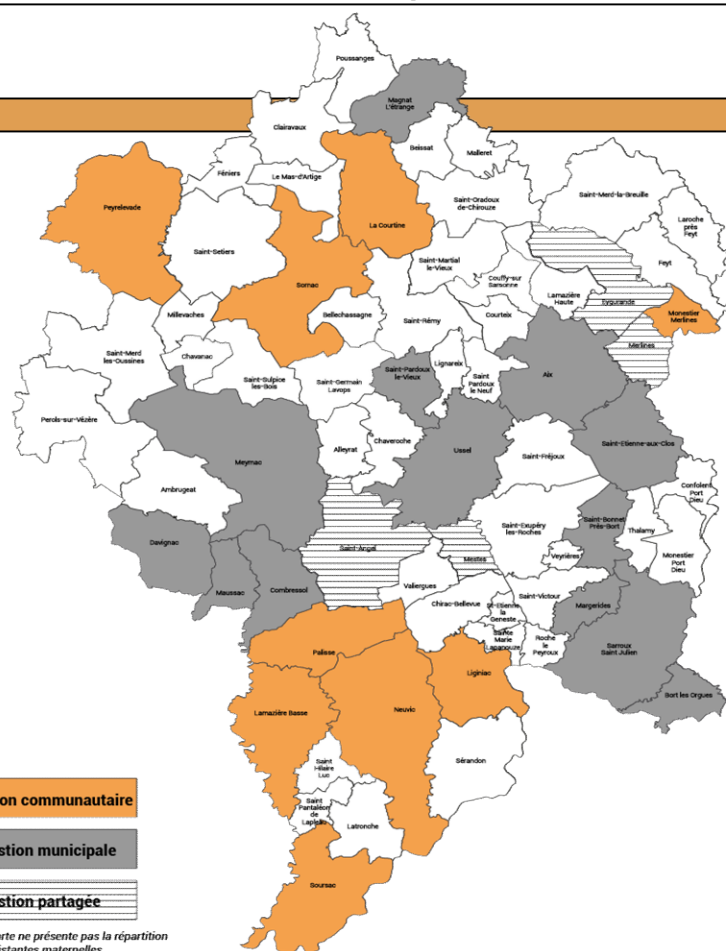 Poussanges
Magnat
L'étrange
Clairavaux
Beissat
Malleret
Féniers
Le Mas-d'Artige
Saint-Merd-la-Breuille
Peyrelevade
La Courtine
Saint-Oradoux
de-Chirouze
Laroche
près
Feyt
Saint-Setiers
Saint-Martial
le-Vieux
Feyt
Sornac
Couffy-sur
Sarsonne
Lamazière
Haute
Eygurande
Millevaches
Bellechassagne
Saint-Rémy
Courteix
Monestier
Merlines
Merlines
Saint-Merd
les-Oussines
Chavanac
Saint-Pardoux
le-Vieux
Lignareix
Saint
Pardoux
le Neuf
Aix
Saint-Sulpice
les-Bois
Saint-Germain
Lavops
Perols-sur-Vézère
Alleyrat
Chaveroche
Ussel
Saint-Fréjoux
Saint-Etienne-aux-Clos
Meymac
Ambrugeat
Confolent
Port
Dieu
Saint-Exupéry
les-Roches
Saint-Bonnet
Près-Bort
Thalamy
Davignac
Saint-Angel
Mestes
Veyrières
Monestier
Port
Dieu
Maussac
Combressol
Valiergues
Chirac-Bellevue
St-Etienne
la
Geneste
Saint-Victour
Margerides
Sainte
Marie
Lapanouze
Roche
le
Peyroux
Sarroux
Saint Julien
Palisse
Liginiac
Bort les Orgues
Lamazière Basse
Neuvic
Sérandon
Saint
Hilaire
Luc
Saint
Pantaléon
de
Lapleau
Latronche
Soursac
on communautaire
stion municipale
stion partagée
rte ne présente pas la répartition
istantes maternelles